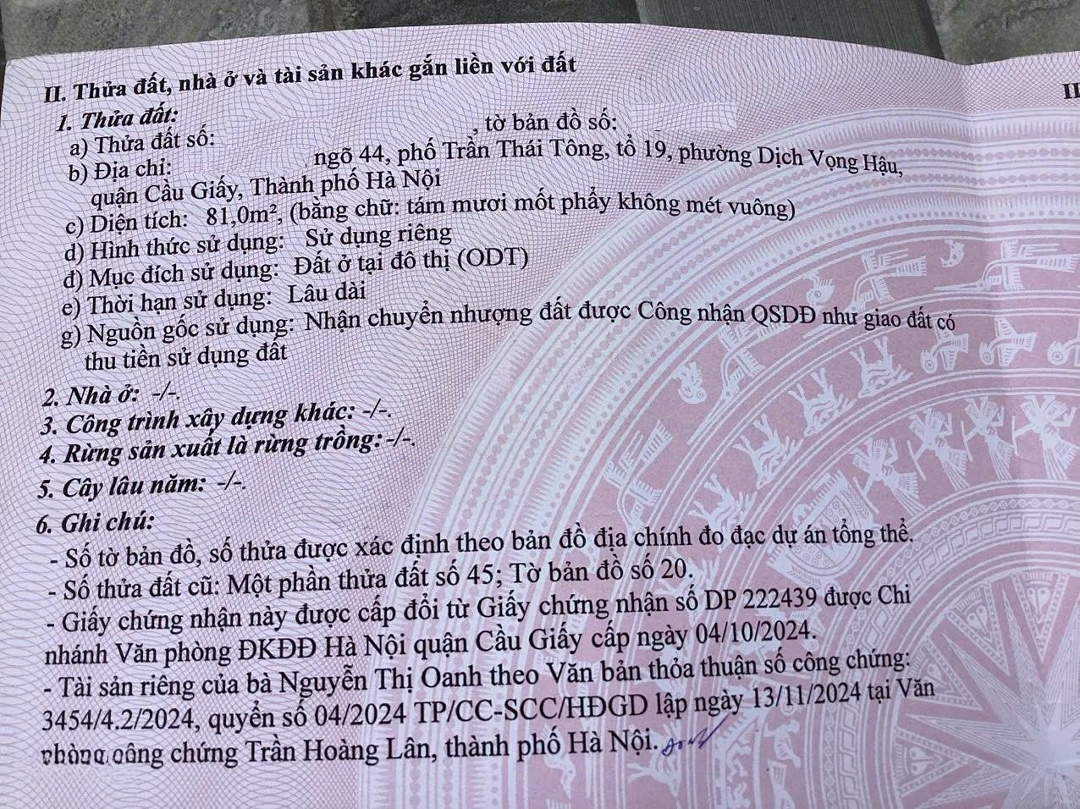 II. Thửa đất, nhà ở và tài sản khác gắn liền với đất
II
1. Thửa đất:
a) Thửa đất số: , tờ bản đồ số:
b) Địa chỉ: ngõ 44, phố Trần Thái Tông, tổ 19, phường Dịch Vọng Hậu,
quận Cầu Giấy, Thành phố Hà Nội
c) Diện tích: 81,0m², (bằng chữ: tám mươi mốt phẩy không mét vuông)
d) Hình thức sử dụng: Sử dụng riêng
đ) Mục đích sử dụng: Đất ở tại đô thị (ODT)
e) Thời hạn sử dụng: Lâu dài
g) Nguồn gốc sử dụng: Nhận chuyển nhượng đất được Công nhận QSDĐ như giao đất có
thu tiền sử dụng đất
2. Nhà ở: -/-.
3. Công trình xây dựng khác: -/-.
4. Rừng sản xuất là rừng trồng: -/-.
5. Cây lâu năm: -/-.
6. Ghi chú:
- Số tờ bản đồ, số thửa được xác định theo bản đồ địa chính đo đạc dự án tổng thể.
- Số thửa đất cũ: Một phần thửa đất số 45; Tờ bản đồ số 20.
- Giấy chứng nhận này được cấp đổi từ Giấy chứng nhận số DP 222439 được Chi
nhánh Văn phòng ĐKĐĐ Hà Nội quận Cầu Giấy cấp ngày 04/10/2024.
- Tài sản riêng của bà Nguyễn Thị Oanh theo Văn bản thỏa thuận số công chứng:
3454/4.2/2024, quyển số 04/2024 TP/CC-SCC/HĐGD lập ngày 13/11/2024 tại Văn
phòng công chứng Trần Hoàng Lân, thành phố Hà Nội.